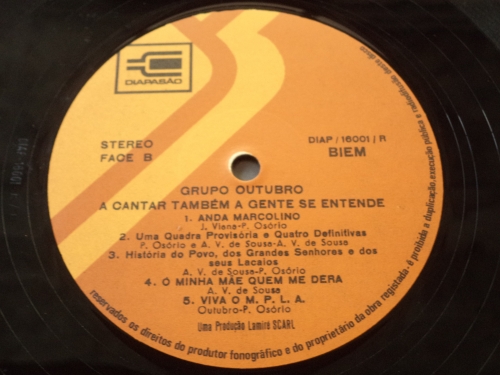 DIAPASÃO
STEREO
FACE B
DIAP / 16001 / R
BIEM
GRUPO OUTUBRO
A CANTAR TAMBÉM A GENTE SE ENTENDE
1. ANDA MARCOLINO
J. Viana-P. Osório
2. Uma Quadra Provisória e Quatro Definitivas
P. Osório e A. V. de Sousa-A. V. de Sousa
3. História do Povo, dos Grandes Senhores e dos
seus Lacaios
A. V. de Sousa-P. Osório
4. Ó MINHA MÃE QUEM ME DERA
A. V. de Sousa
5. VIVA O M. P. L. A.
Outubro-P. Osório
Uma Produção Lamiré SCARL
reservados os direitos do produtor fonográfico e do proprietário da obra registada - é proibida a duplicação, execução pública e radiodifusão deste disco